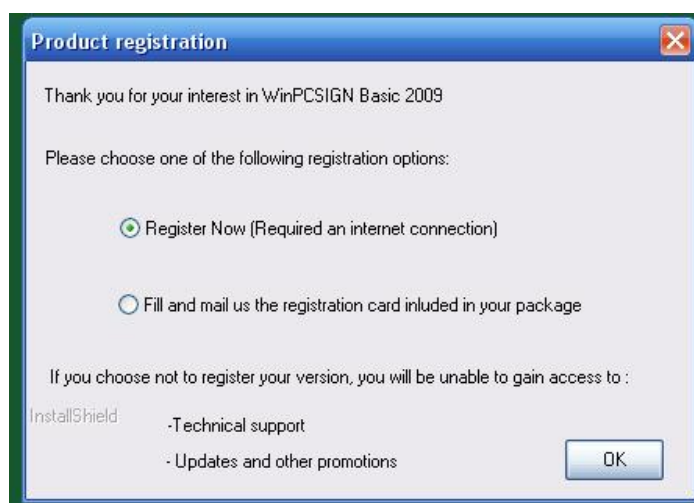 Product registration
Thank you for your interest in WinPCSIGN Basic 2009
Please choose one of the following registration options:
Register Now (Required an internet connection)
Fill and mail us the registration card inluded in your package
If you choose not to register your version, you will be unable to gain access to :
InstallShield
-Technical support
- Updates and other promotions
OK